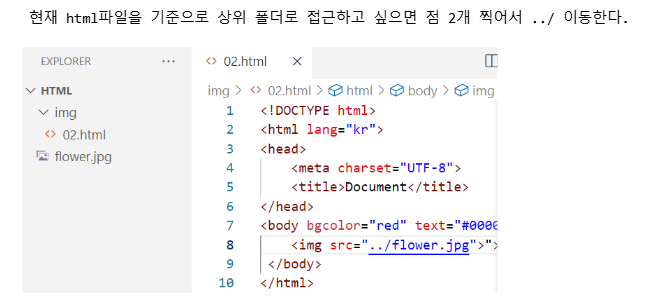 현재 html파일을 기준으로 상위 폴더로 접근하고 싶으면 점 2개 찍어서 ../ 이동한다.
EXPLORER ...
HTML
img
<> 02.html
flower.jpg
<> 02.html ×
img > <> 02.html > html > body > img
1 <!DOCTYPE html>
2 <html lang="kr">
3 <head>
4 <meta charset="UTF-8">
5 <title>Document</title>
6 </head>
7 <body bgcolor="red" text="#0000
8 <img src="../flower.jpg">">
9 </body>
10 </html>